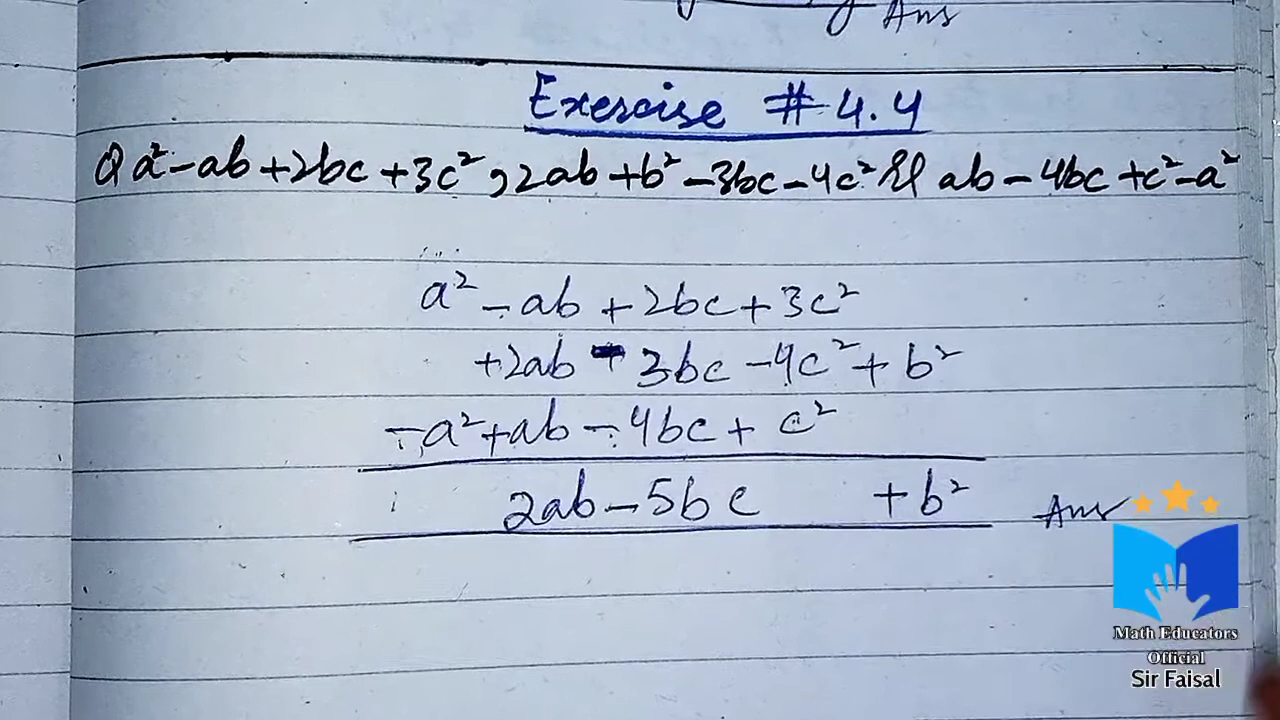 Ans
Exercise # 4.4
Q a² - ab + 2bc + 3c² , 2ab + b² - 3bc - 4c² & ab - 4bc + c² - a²
a² - ab + 2bc + 3c²
+ 2ab - 3bc - 4c² + b²
- a² + ab - 4bc + c²
2ab - 5bc + b² Ans
Math Educators
Official
Sir Faisal